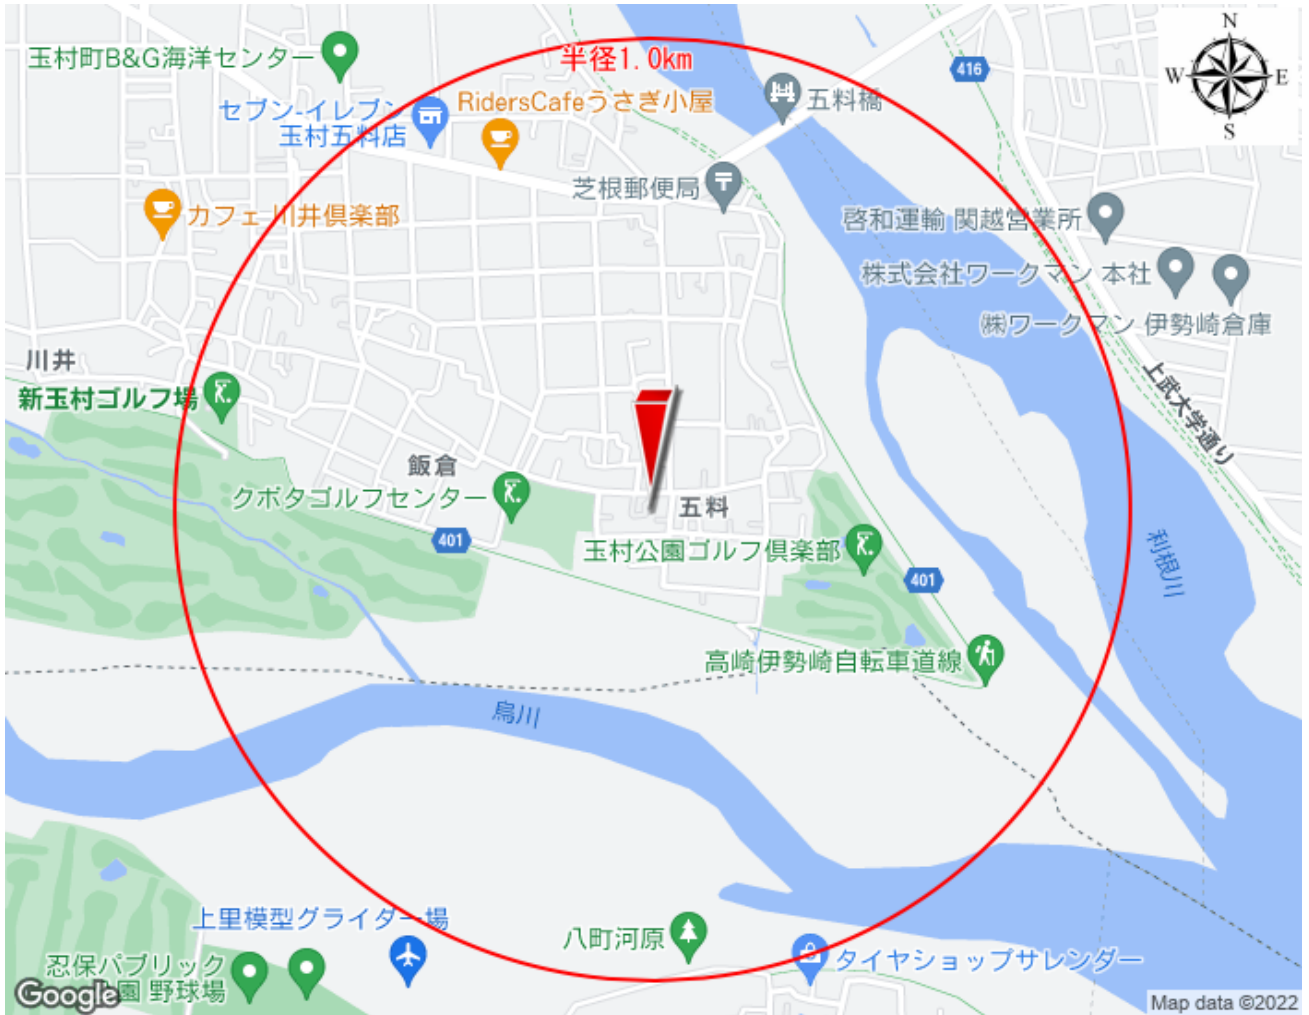 N
W
E
S
半径1.0km
玉村町B&G海洋センター
416
セブン-イレブン
玉村五料店
RidersCafeうさぎ小屋
五料橋
芝根郵便局
カフェ 川井倶楽部
啓和運輸 関越営業所
株式会社ワークマン 本社
㈱ワークマン 伊勢崎倉庫
川井
新玉村ゴルフ場
上武大学通り
飯倉
クボタゴルフセンター
五料
401
玉村公園ゴルフ倶楽部
401
利根川
高崎伊勢崎自転車道線
烏川
上里模型グライダー場
八町河原
タイヤショップサレンダー
忍保パブリック
園 野球場
Google
Map data ©2022